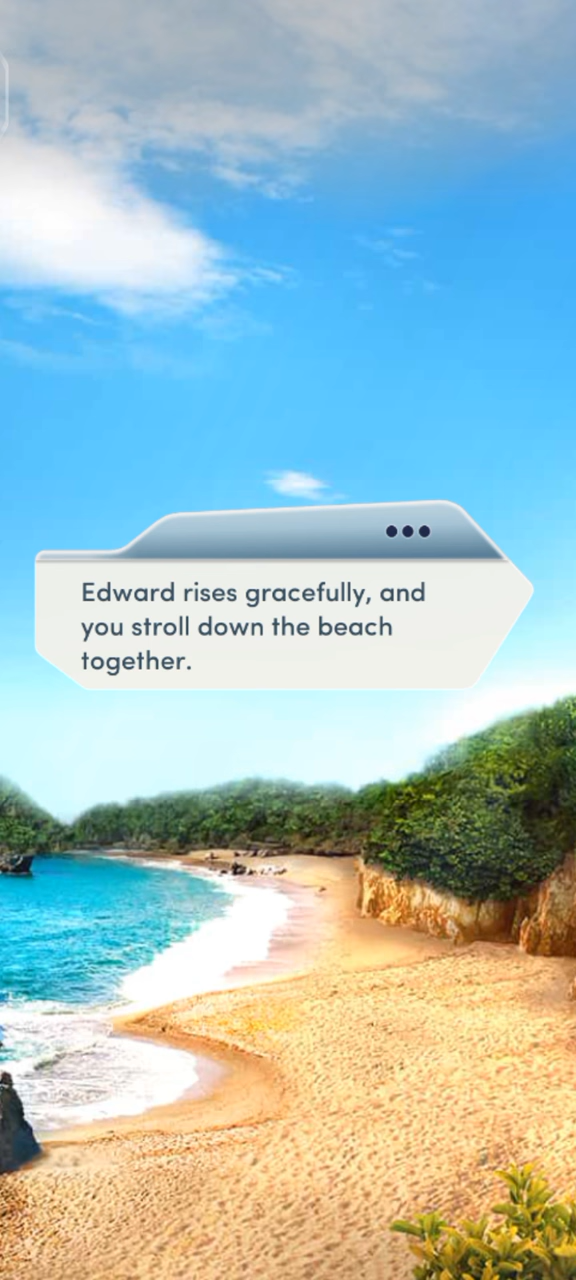 Edward rises gracefully, and
you stroll down the beach
together.